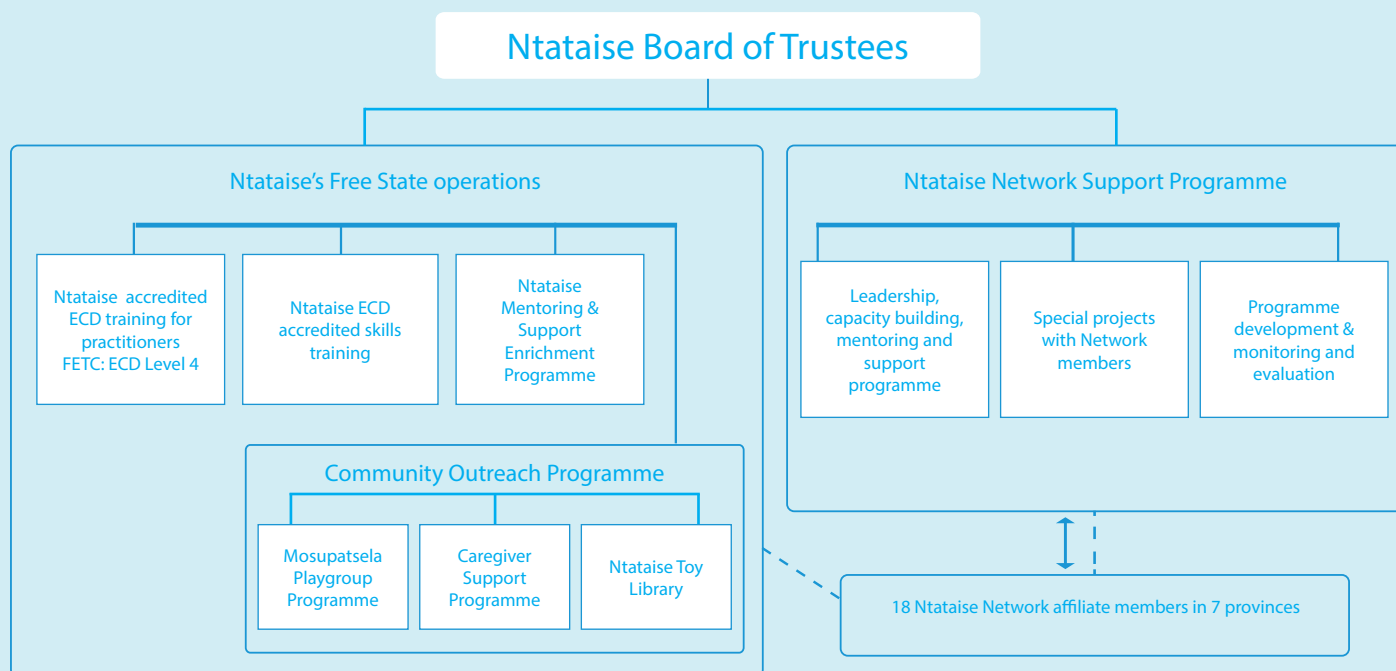 Ntataise Board of Trustees
Ntataise's Free State operations
Ntataise accredited
ECD training for
practitioners
FETC: ECD Level 4
Ntataise ECD
accredited skills
training
Ntataise
Mentoring &
Support
Enrichment
Programme
Community Outreach Programme
Mosupatsela
Playgroup
Programme
Caregiver
Support
Programme
Ntataise Toy
Library
Ntataise Network Support Programme
Leadership,
capacity building,
mentoring and
support
programme
Special projects
with Network
members
Programme
development &
monitoring and
evaluation
18 Ntataise Network affiliate members in 7 provinces